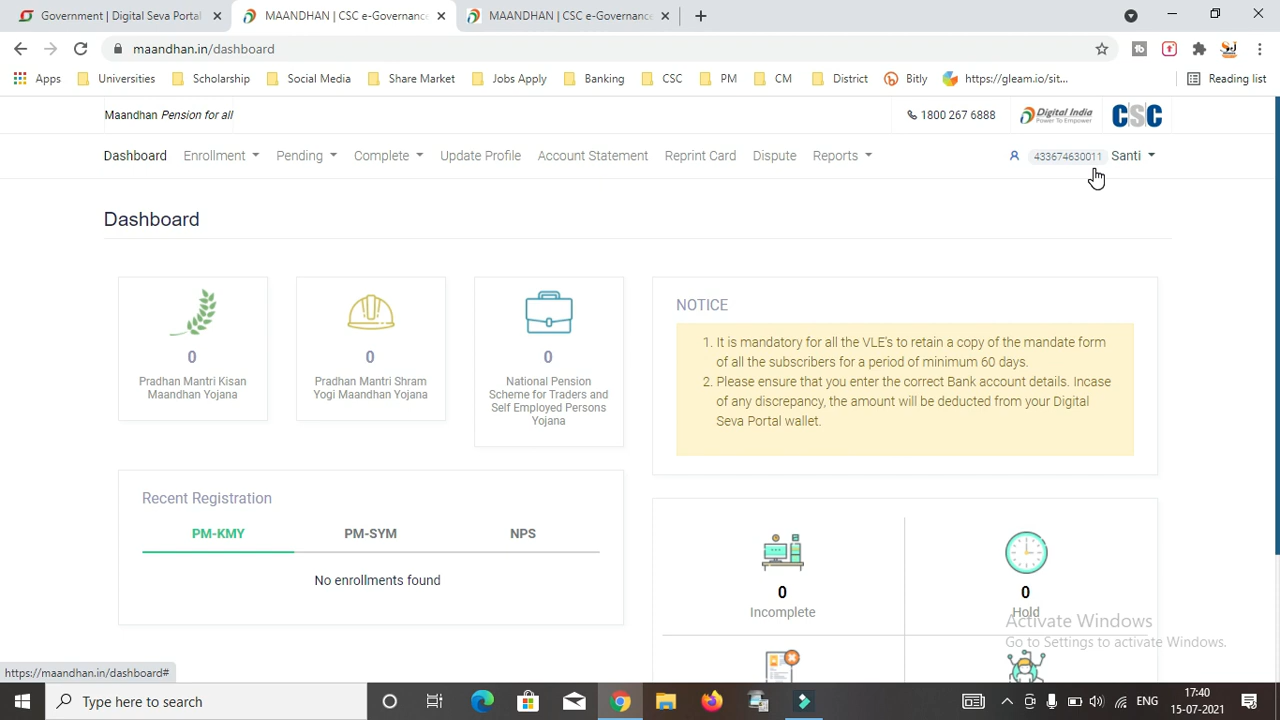 Government | Digital Seva Portal
MAANDHAN | CSC e-Governance
MAANDHAN | CSC e-Governance
maandhan.in/dashboard
Apps
Universities
Scholarship
Social Media
Share Market
Jobs Apply
Banking
CSC
PM
CM
District
Bitly
https://gleam.io/sit...
Reading list
Maandhan Pension for all
1800 267 6888
Digital India
Power To Empower
CSC
Dashboard
Enrollment
Pending
Complete
Update Profile
Account Statement
Reprint Card
Dispute
Reports
433674630011
Santi
Dashboard
0
Pradhan Mantri Kisan
Maandhan Yojana
0
Pradhan Mantri Shram
Yogi Maandhan Yojana
0
National Pension
Scheme for Traders and
Self Employed Persons
Yojana
NOTICE
1. It is mandatory for all the VLE's to retain a copy of the mandate form
of all the subscribers for a period of minimum 60 days.
2. Please ensure that you enter the correct Bank account details. Incase
of any discrepancy, the amount will be deducted from your Digital
Seva Portal wallet.
Recent Registration
PM-KMY
PM-SYM
NPS
No enrollments found
0
Incomplete
0
Hold
Activate Windows
Go to Settings to activate Windows.
https://maandhan.in/dashboard#
Type here to search
ENG
17:40
15-07-2021